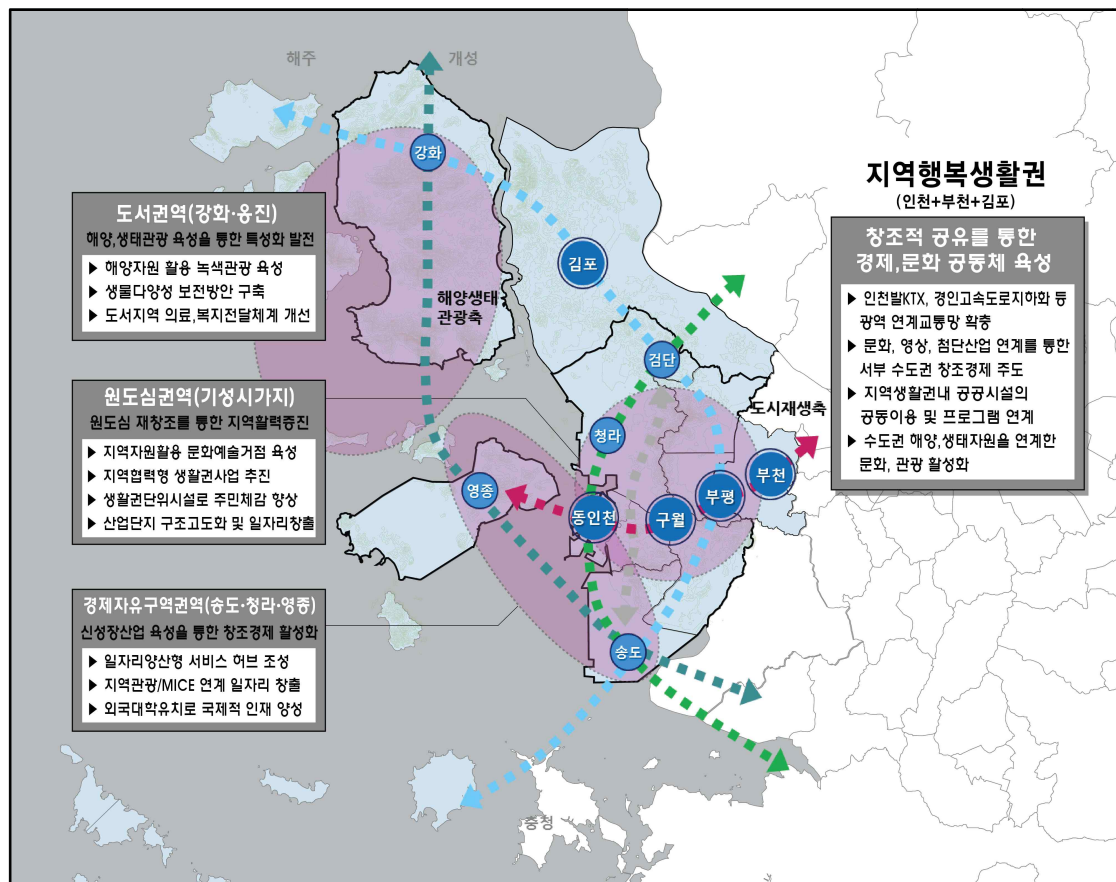 해주
개성
강화
지역행복생활권
(인천+부천+김포)
도서권역(강화·옹진)
해양,생태관광 육성을 통한 특성화 발전
▶ 해양자원 활용 녹색관광 육성
▶ 생물다양성 보전방안 구축
▶ 도서지역 의료,복지전달체계 개선
김포
창조적 공유를 통한
경제,문화 공동체 육성
▶ 인천발KTX, 경인고속도로지하화 등
광역 연계교통망 확충
▶ 문화, 영상, 첨단산업 연계를 통한
서부 수도권 창조경제 주도
▶ 지역생활권내 공공시설의
공동이용 및 프로그램 연계
▶ 수도권 해양,생태자원을 연계한
문화, 관광 활성화
해양생태
관광축
검단
원도심권역(기성시가지)
원도심 재창조를 통한 지역활력증진
▶ 지역자원활용 문화예술거점 육성
▶ 지역협력형 생활권사업 추진
▶ 생활권단위시설로 주민체감 향상
▶ 산업단지 구조고도화 및 일자리창출
도시재생축
청라
부천
영종
부평
동인천
구월
경제자유구역권역(송도·청라·영종)
신성장산업 육성을 통한 창조경제 활성화
▶ 일자리양산형 서비스 허브 조성
▶ 지역관광/MICE 연계 일자리 창출
▶ 외국대학유치로 국제적 인재 양성
송도
충청